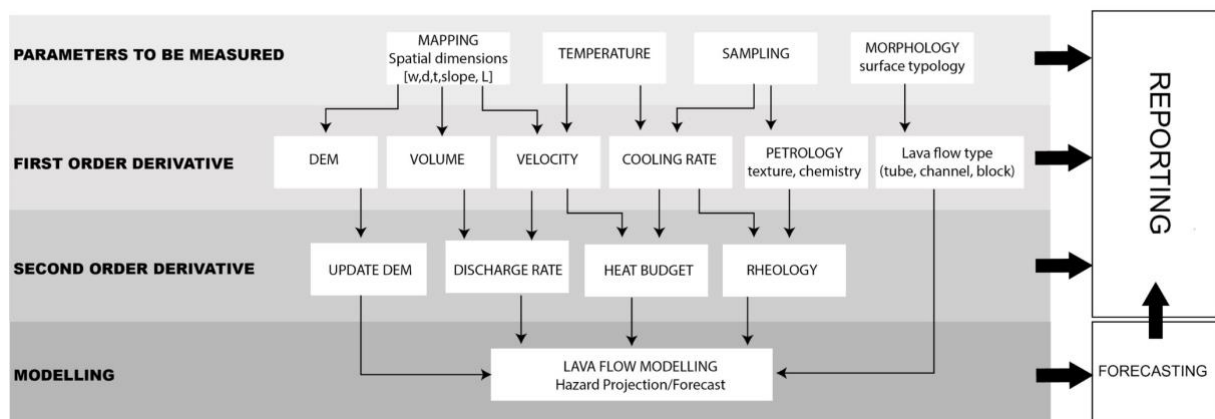 PARAMETERS TO BE MEASURED
MAPPING
Spatial dimensions
[w,d,t,slope, L]
TEMPERATURE
SAMPLING
MORPHOLOGY
surface typology
FIRST ORDER DERIVATIVE
DEM
VOLUME
VELOCITY
COOLING RATE
PETROLOGY
texture, chemistry
Lava flow type
(tube, channel, block)
SECOND ORDER DERIVATIVE
UPDATE DEM
DISCHARGE RATE
HEAT BUDGET
RHEOLOGY
MODELLING
LAVA FLOW MODELLING
Hazard Projection/Forecast
REPORTING
FORECASTING